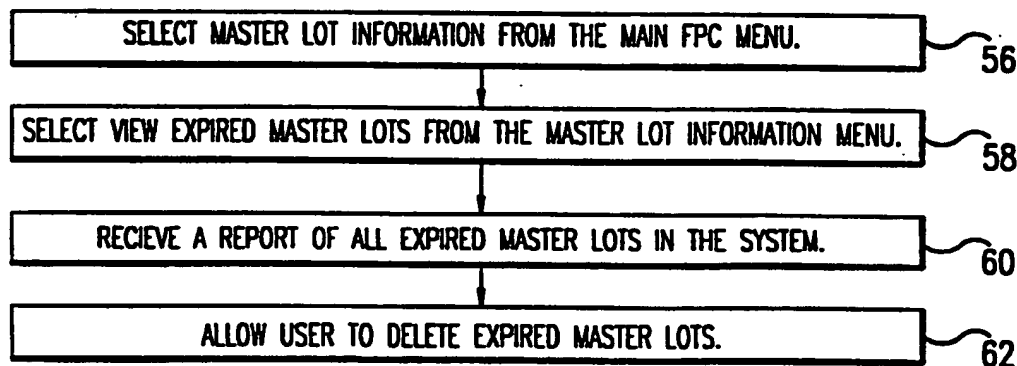 SELECT MASTER LOT INFORMATION FROM THE MAIN FPC MENU.
56
SELECT VIEW EXPIRED MASTER LOTS FROM THE MASTER LOT INFORMATION MENU.
58
RECIEVE A REPORT OF ALL EXPIRED MASTER LOTS IN THE SYSTEM.
60
ALLOW USER TO DELETE EXPIRED MASTER LOTS.
62